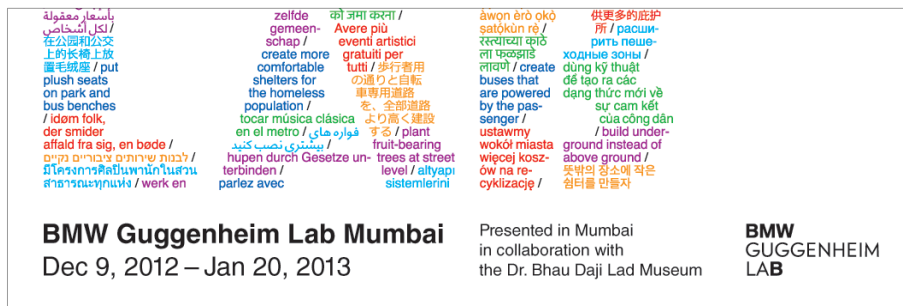 بأسعار معقولة
لكل أشخاص /
在公园和公交
上的长椅上放
置毛绒座 / put
plush seats
on park and
bus benches
/ idøm folk,
der smider
affald fra sig, en bøde /
לבנות שירותים ציבוריים נקיים
มีโครงการศิลปินพานักในสวน
สาธารณะทุกแห่ง / werk en
zelfde
gemeen-
schap /
create more
comfortable
shelters for
the homeless
population /
tocar música clásica
en el metro / فواره های
بیشتری نصب کنید /
hupen durch Gesetze un-
terbinden /
parlez avec
को जमा करना /
Avere più
eventi artistici
gratuiti per
tutti / 歩行者用
の通りと自転
車専用道路
を、全部道路
より高く建設
する / plant
fruit-bearing
trees at street
level / altyapı
sistemlerini
àwọn èrò ọkọ̀
ṣatọ́kùn rẹ̀ /
रस्त्याच्या काठे
ला फळझाडे
लावणे / create
buses that
are powered
by the pas-
senger /
ustawmy
wokół miasta
więcej kosz-
ów na re-
cyklizację /
供更多的庇护
所 / расши-
рить пеше-
ходные зоны /
dùng kỹ thuật
để tạo ra các
dạng thức mới về
sự cam kết
của công dân
/ build under-
ground instead of
above ground /
뜻밖의 장소에 작은
쉼터를 만들자
BMW Guggenheim Lab Mumbai
Dec 9, 2012 – Jan 20, 2013
Presented in Mumbai
in collaboration with
the Dr. Bhau Daji Lad Museum
BMW
GUGGENHEIM
LAB